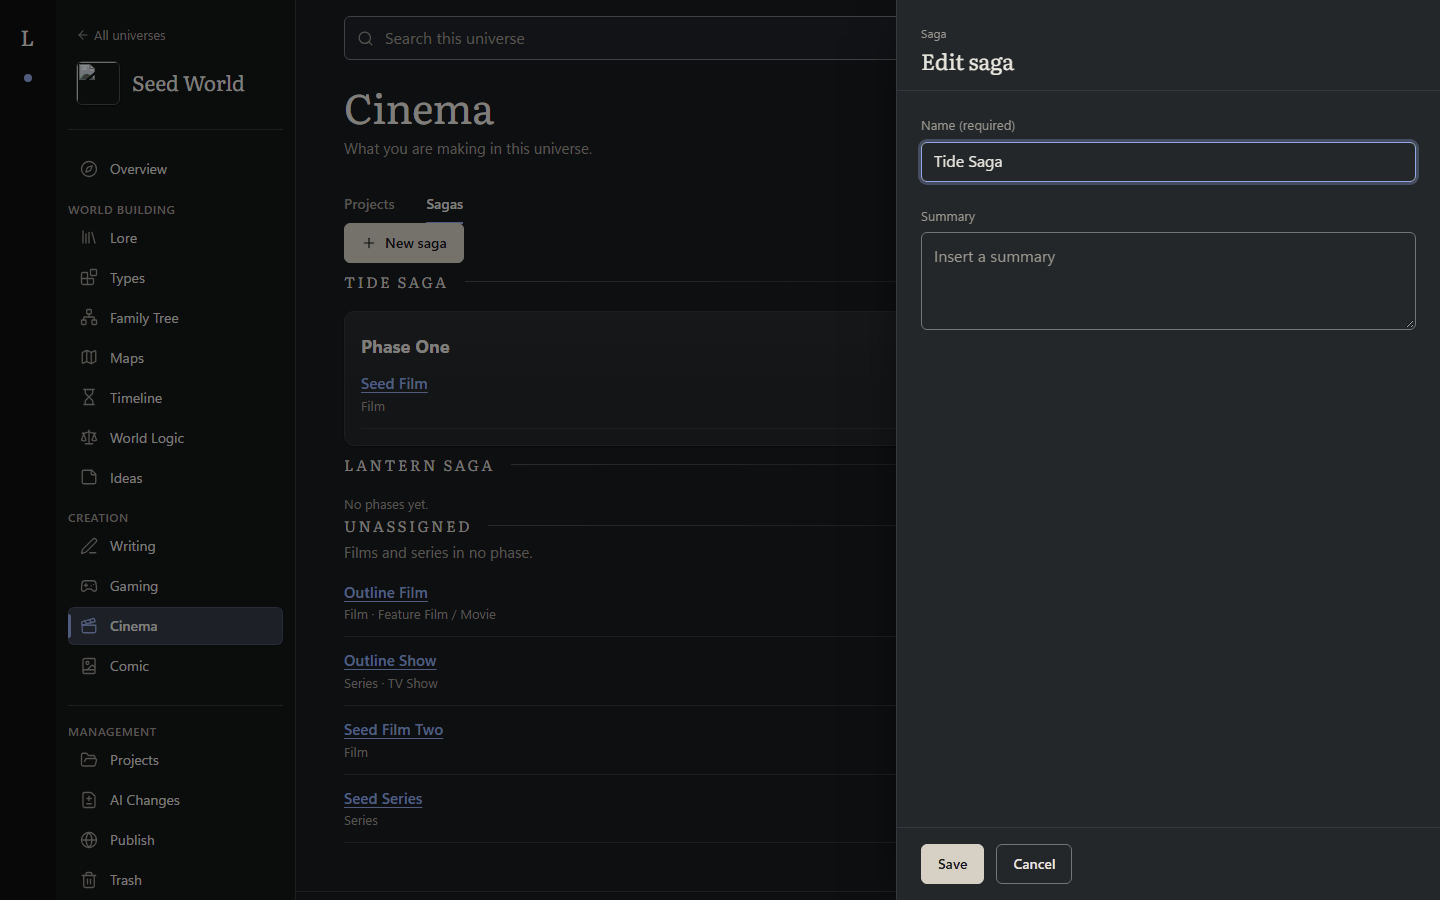 L
All universes
Seed World
Overview
WORLD BUILDING
Lore
Types
Family Tree
Maps
Timeline
World Logic
Ideas
CREATION
Writing
Gaming
Cinema
Comic
MANAGEMENT
Projects
AI Changes
Publish
Trash
Search this universe
Cinema
What you are making in this universe.
Projects Sagas
+ New saga
TIDE SAGA
Phase One
Seed Film
Film
LANTERN SAGA
No phases yet.
UNASSIGNED
Films and series in no phase.
Outline Film
Film · Feature Film / Movie
Outline Show
Series · TV Show
Seed Film Two
Film
Seed Series
Series
Saga
Edit saga
Name (required)
Tide Saga
Summary
Insert a summary
Save Cancel